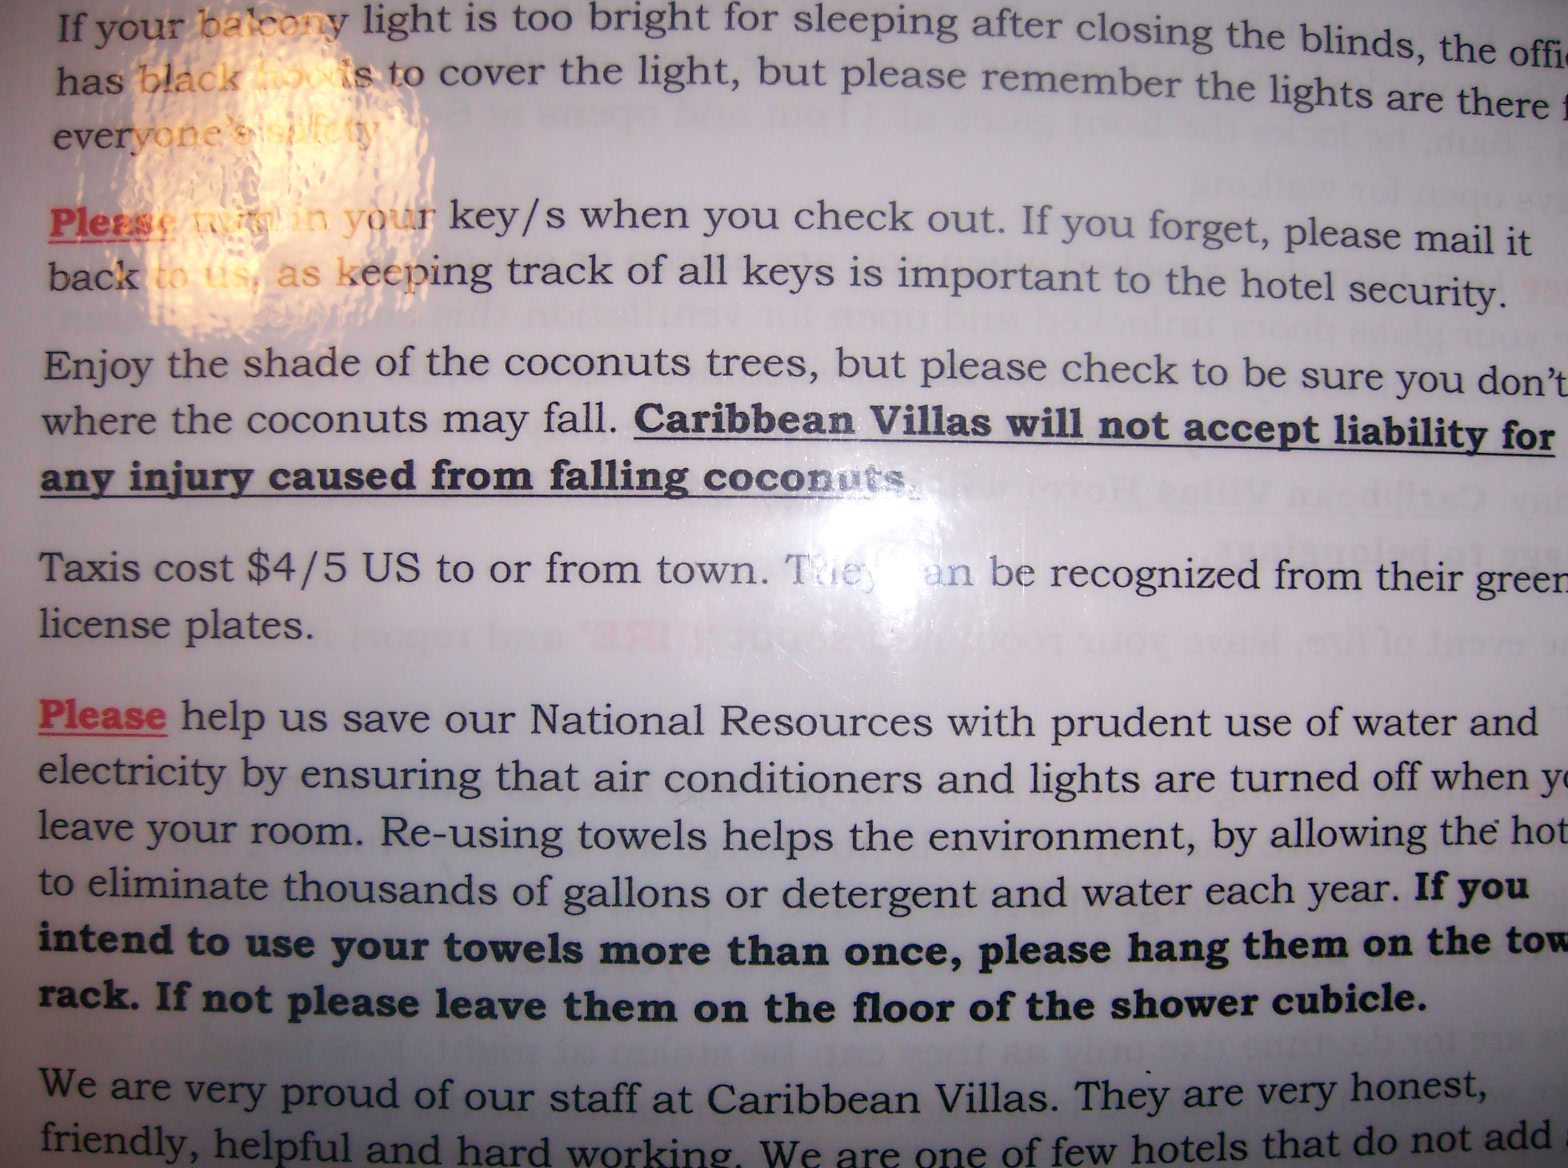 If your balcony light is too bright for sleeping after closing the blinds, the
has black to cover the light, but please remember the lights are there
everyone's safety
Please turn in your key/s when you check out. If you forget, please mail it
back to us, as keeping track of all keys is important to the hotel security.
Enjoy the shade of the coconuts trees, but please check to be sure you don't
where the coconuts may fall. Caribbean Villas will not accept liability for
any injury caused from falling coconuts.
Taxis cost $4/5 US to or from town. They can be recognized from their green
license plates.
Please help us save our National Resources with prudent use of water and
electricity by ensuring that air conditioners and lights are turned off when
leave your room. Re-using towels helps the environment, by allowing the
to eliminate thousands of gallons or detergent and water each year. If you
intend to use your towels more than once, please hang them on the
rack. If not please leave them on the floor of the shower cubicle.
We are very proud of our staff at Caribbean Villas. They are very honest,
friendly, helpful and hard working. We are one of few hotels that do not add